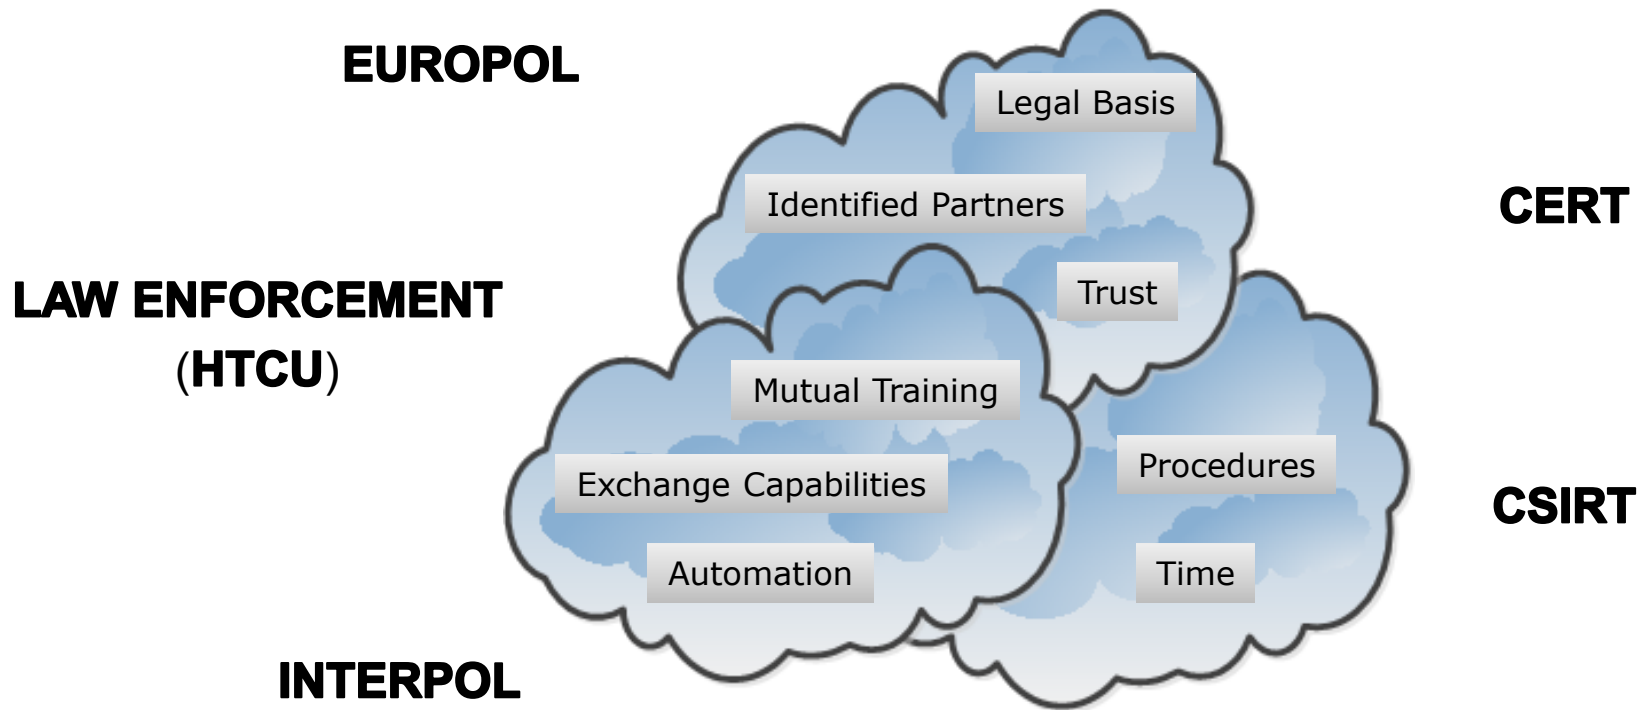 EUROPOL
Legal Basis
Identified Partners
CERT
Trust
LAW ENFORCEMENT
(HTCU)
Mutual Training
Procedures
Exchange Capabilities
CSIRT
Automation
Time
INTERPOL